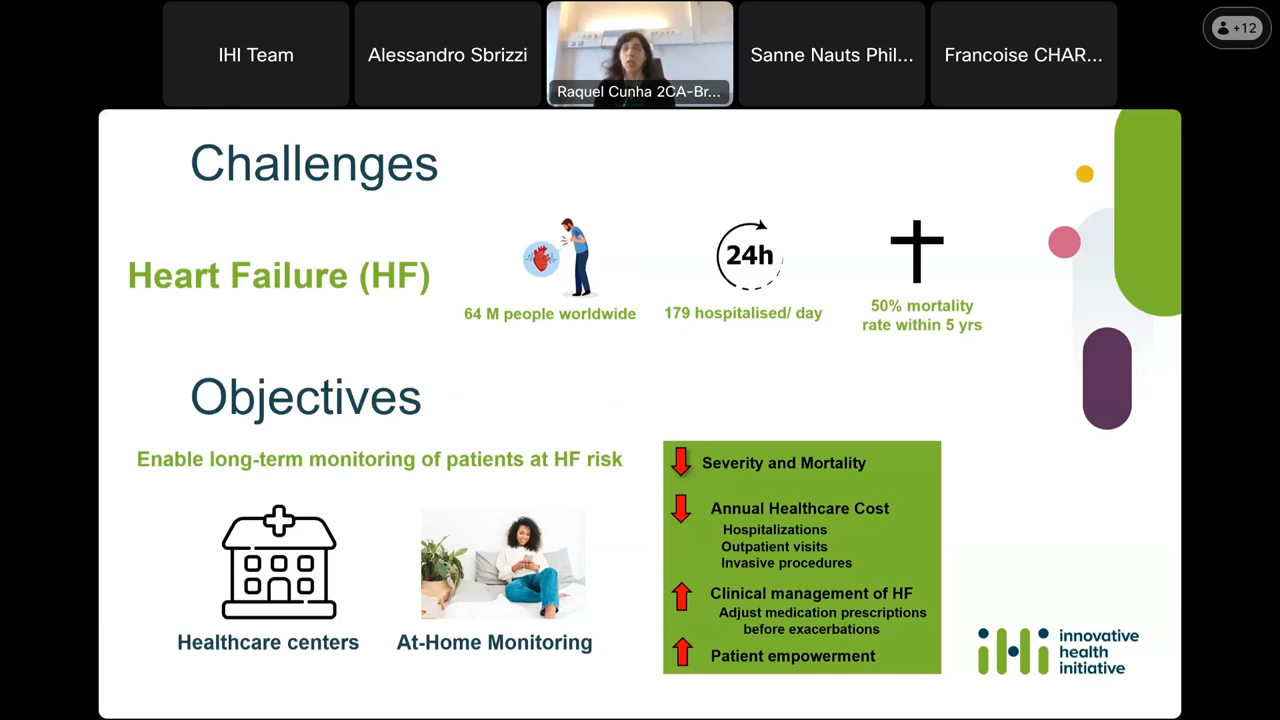 IHI Team
Alessandro Sbrizzi
Raquel Cunha 2CA-Br...
Sanne Nauts Phil...
Francoise CHAR...
+12
Challenges
Heart Failure (HF)
24h
64 M people worldwide
179 hospitalised/ day
50% mortality
rate within 5 yrs
Objectives
Enable long-term monitoring of patients at HF risk
Healthcare centers
At-Home Monitoring
Severity and Mortality
Annual Healthcare Cost
Hospitalizations
Outpatient visits
Invasive procedures
Clinical management of HF
Adjust medication prescriptions
before exacerbations
Patient empowerment
iHi
innovative
health
initiative